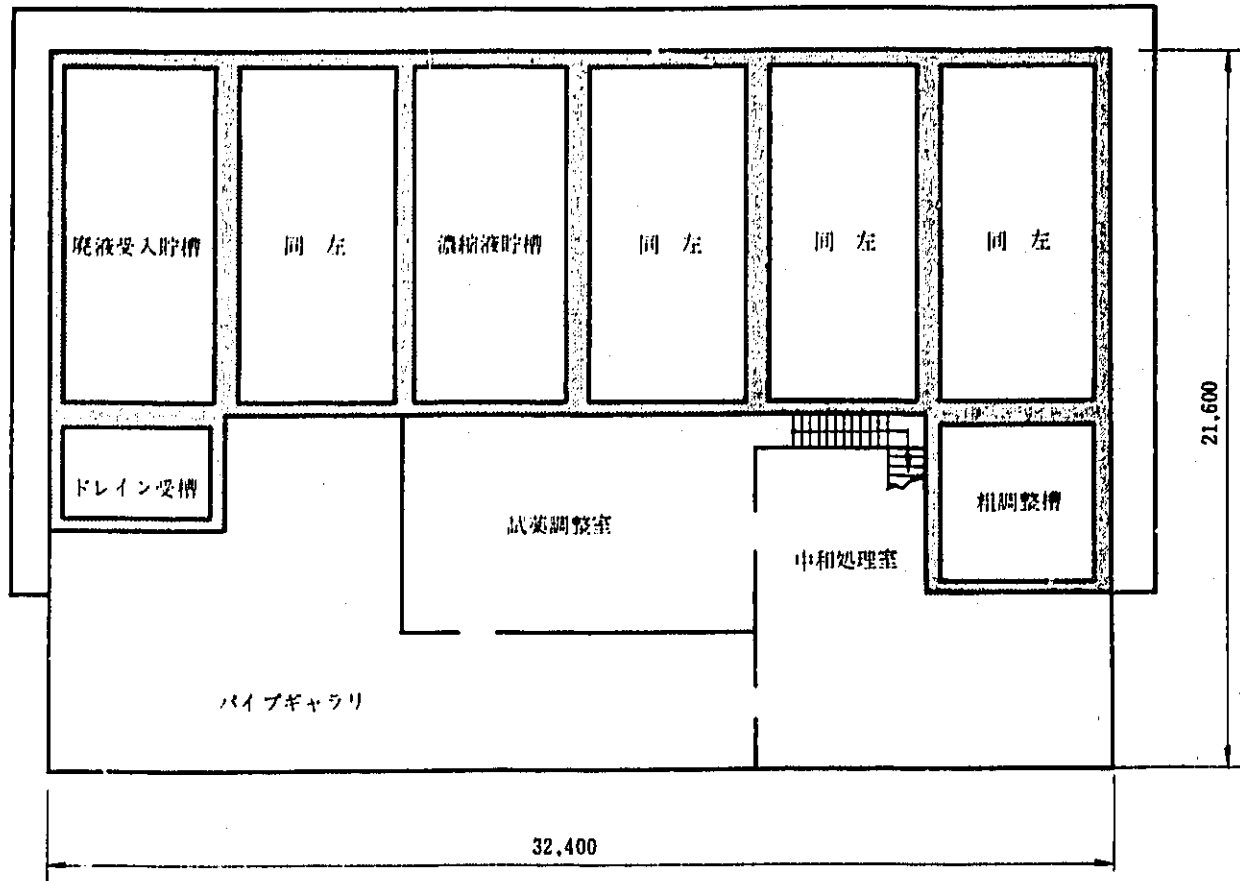 廃液受入貯槽
同 左
濃縮液貯槽
同 左
同 左
同 左
ドレイン受槽
試薬調整室
中和処理室
粗調整槽
パイプギャラリ
21,600
32,400